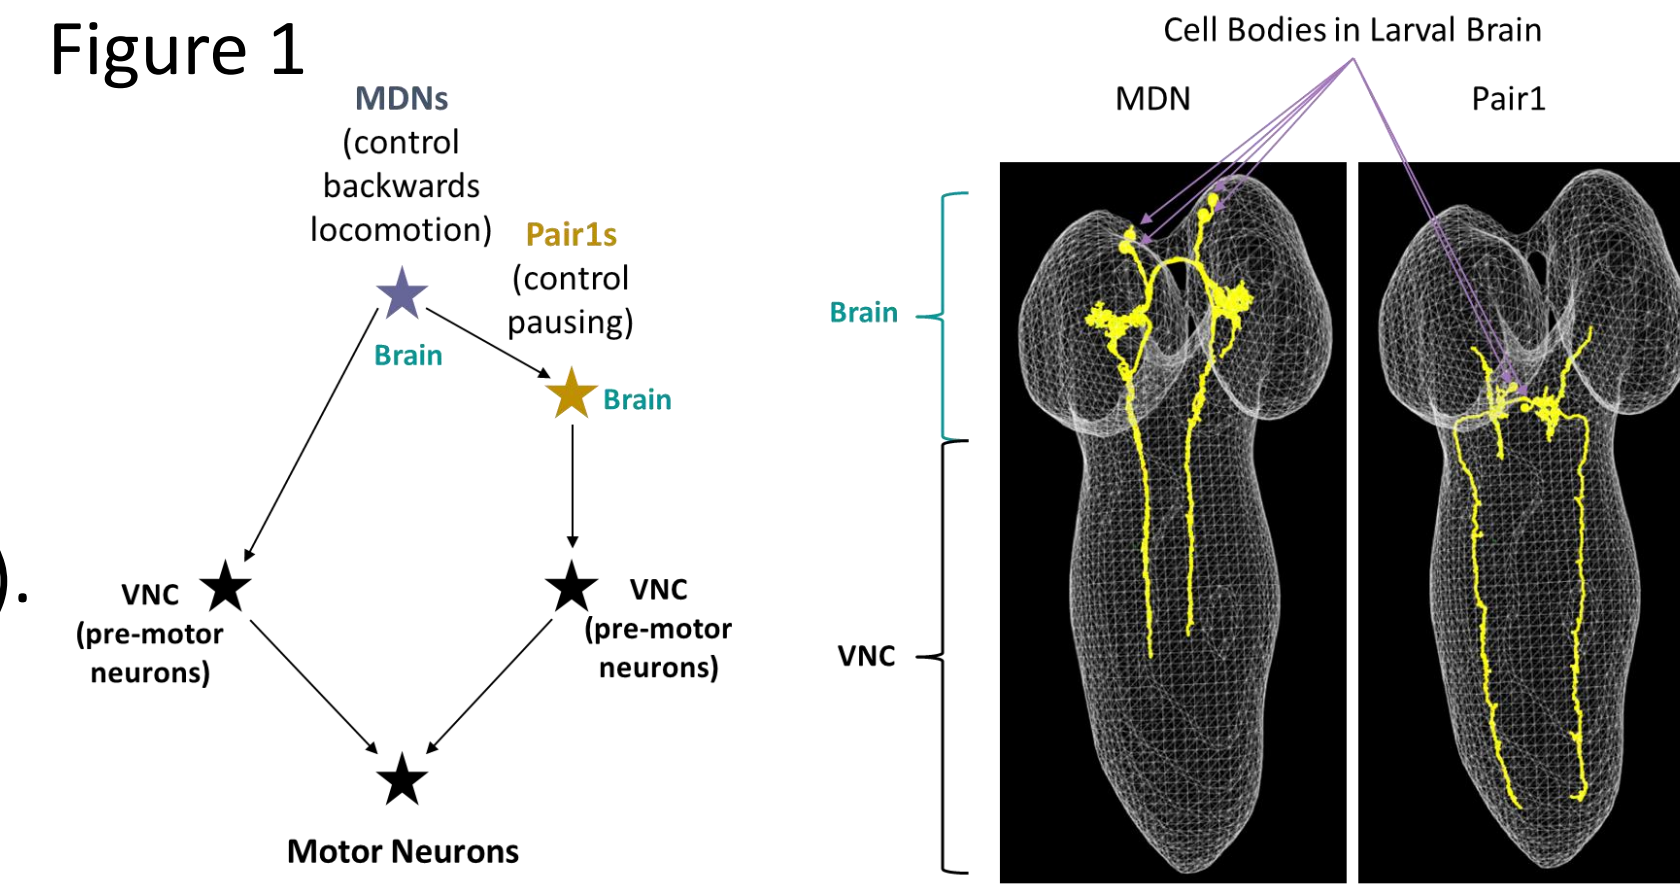 Figure 1
MDNs
(control
backwards
locomotion)
Pair1s
(control
pausing)
Brain
Brain
VNC
(pre-motor
neurons)
VNC
(pre-motor
neurons)
Motor Neurons
).
Cell Bodies in Larval Brain
MDN
Pair1
Brain
VNC